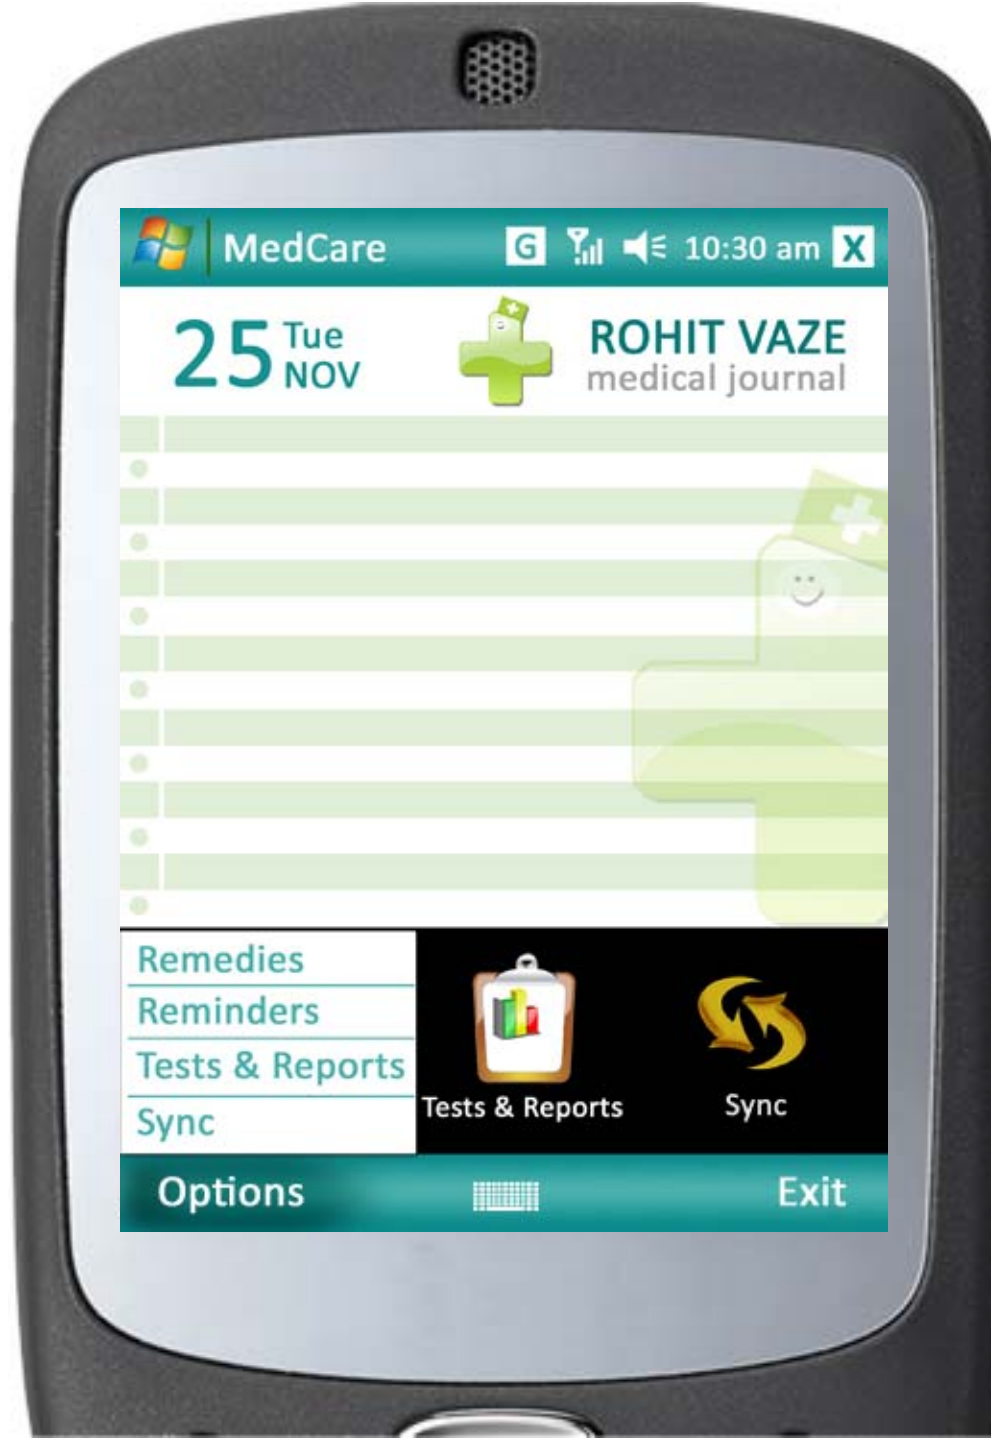 MedCare G 10:30 am X
25 Tue NOV
ROHIT VAZE
medical journal
Remedies
Reminders
Tests & Reports
Sync
Tests & Reports
Sync
Options Exit